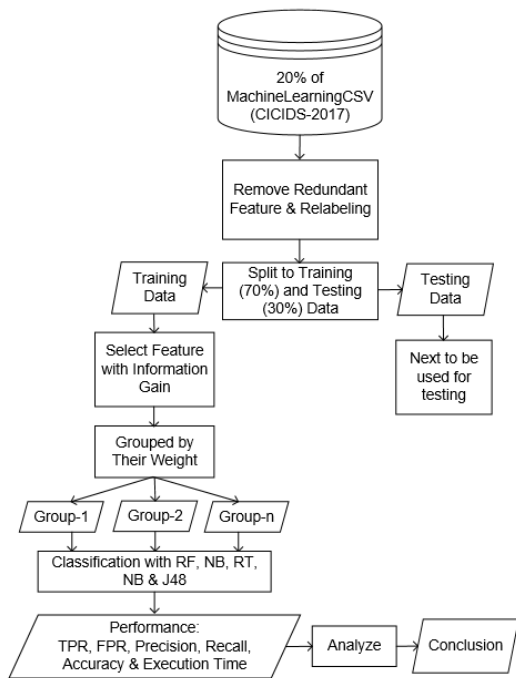 20% of
MachineLearningCSV
(CICIDS-2017)
Remove Redundant
Feature & Relabeling
Training
Data
Split to Training
(70%) and Testing
(30%) Data
Testing
Data
Select Feature
with Information
Gain
Next to be
used for
testing
Grouped by
Their Weight
Group-1
Group-2
Group-n
Classification with RF, NB, RT,
NB & J48
Performance:
TPR, FPR, Precision, Recall,
Accuracy & Execution Time
Analyze
Conclusion